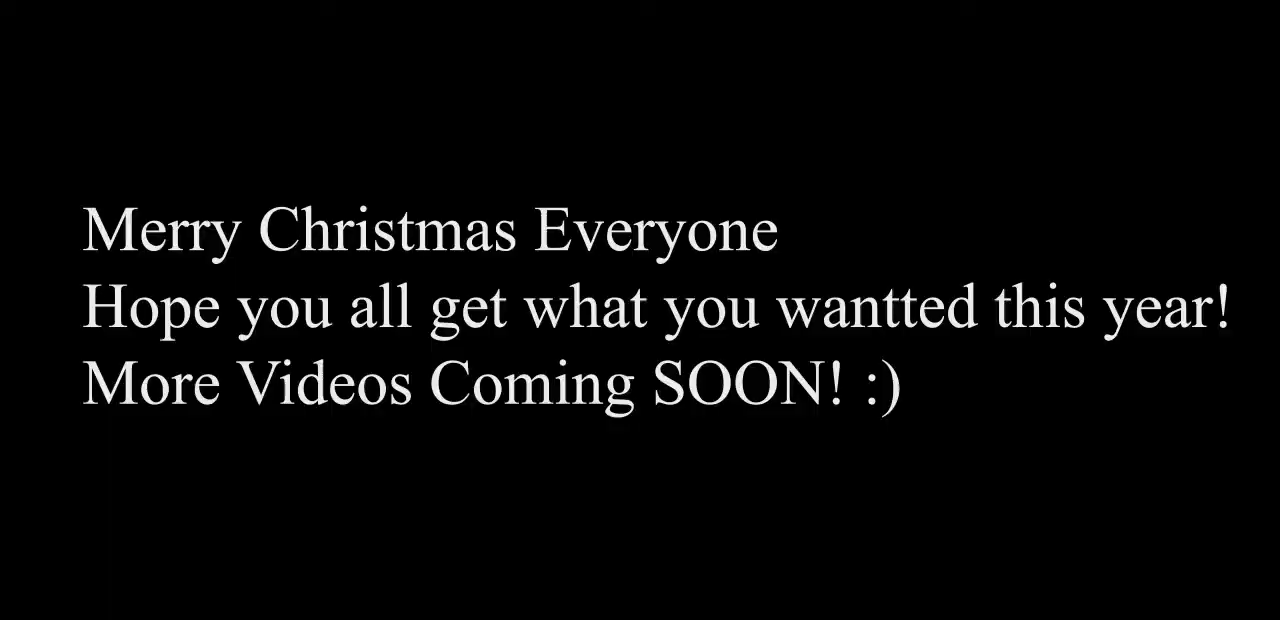 Merry Christmas Everyone
Hope you all get what you wantted this year!
More Videos Coming SOON! :)